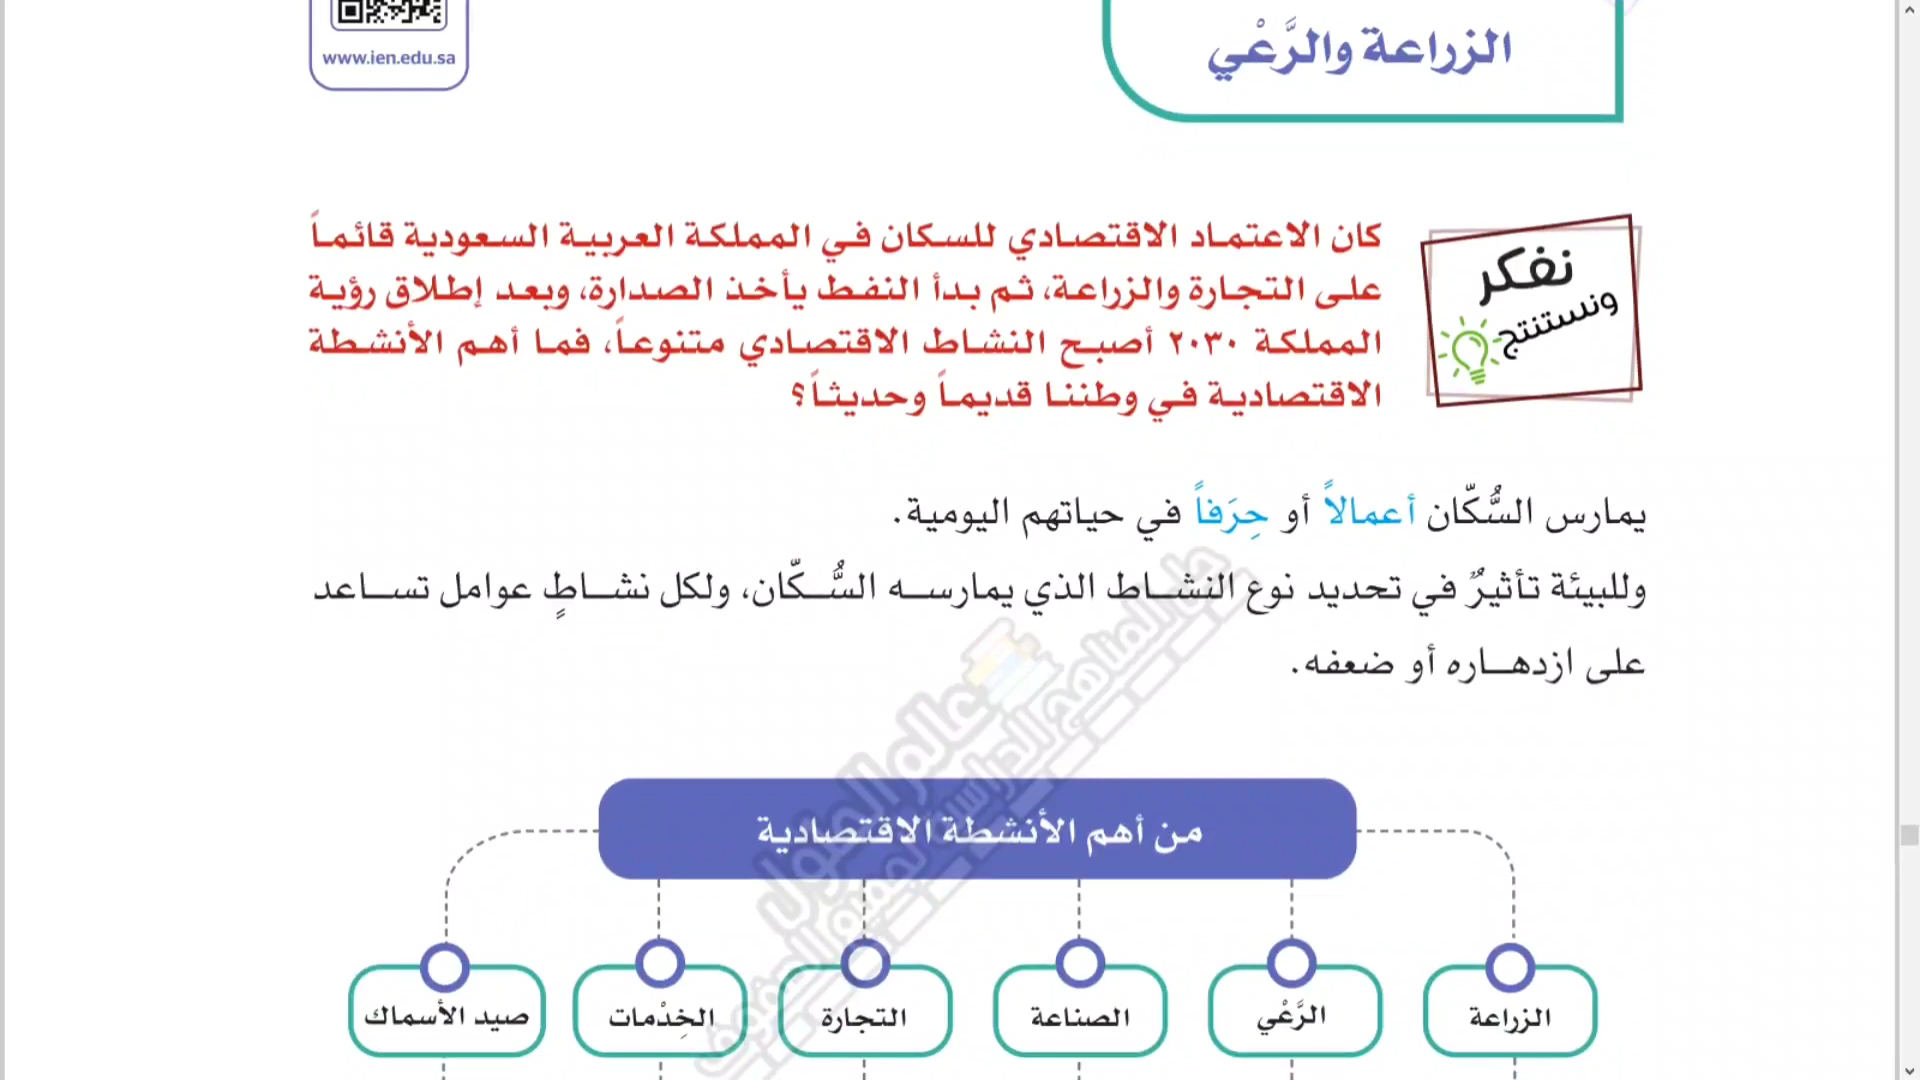 www.ien.edu.sa
الزراعة والرَّعْي
نفكر
ونستنتج
كان الاعتماد الاقتصادي للسكان في المملكة العربية السعودية قائماً
على التجارة والزراعة، ثم بدأ النفط يأخذ الصدارة، وبعد إطلاق رؤية
المملكة ٢٠٣٠ أصبح النشاط الاقتصادي متنوعاً، فما أهم الأنشطة
الاقتصادية في وطننا قديماً وحديثاً؟
يمارس السُّكّان أعمالاً أو حِرَفاً في حياتهم اليومية.
وللبيئة تأثيرٌ في تحديد نوع النشاط الذي يمارسه السُّكّان، ولكل نشاطٍ عوامل تساعد
على ازدهاره أو ضعفه.
من أهم الأنشطة الاقتصادية
الزراعة
الرَّعْي
الصناعة
التجارة
الخِدْمات
صيد الأسماك